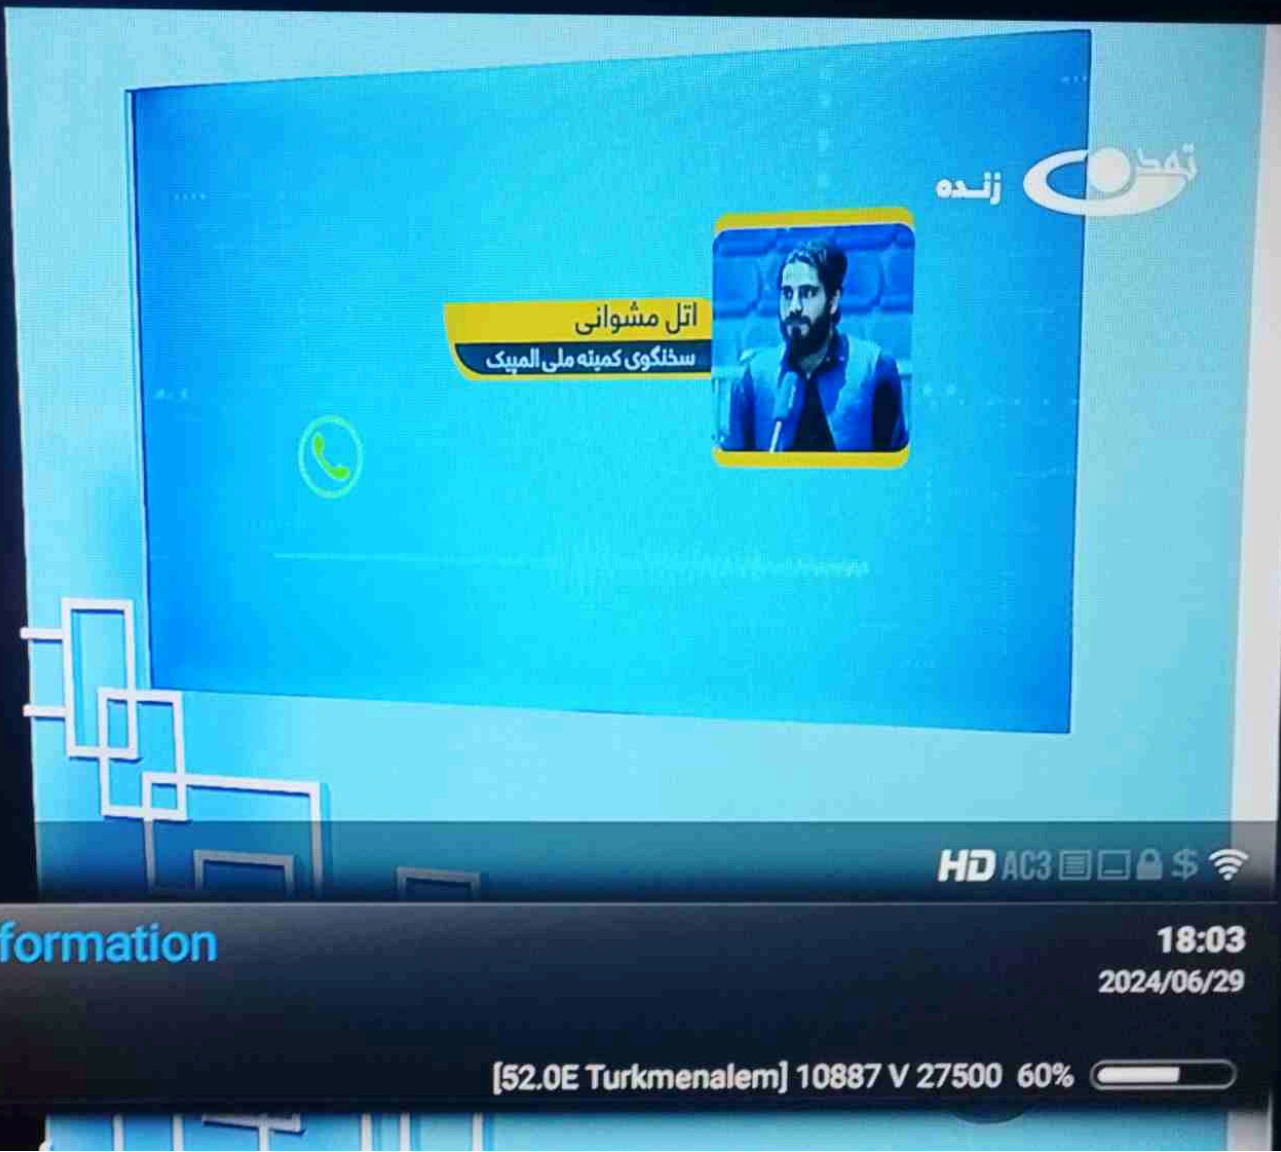 تمدن
زنده
اتل مشوانی
سخنگوی کمیته ملی المپیک
HD AC3 $
formation
18:03
2024/06/29
[52.0E Turkmenalem] 10887 V 27500 60%